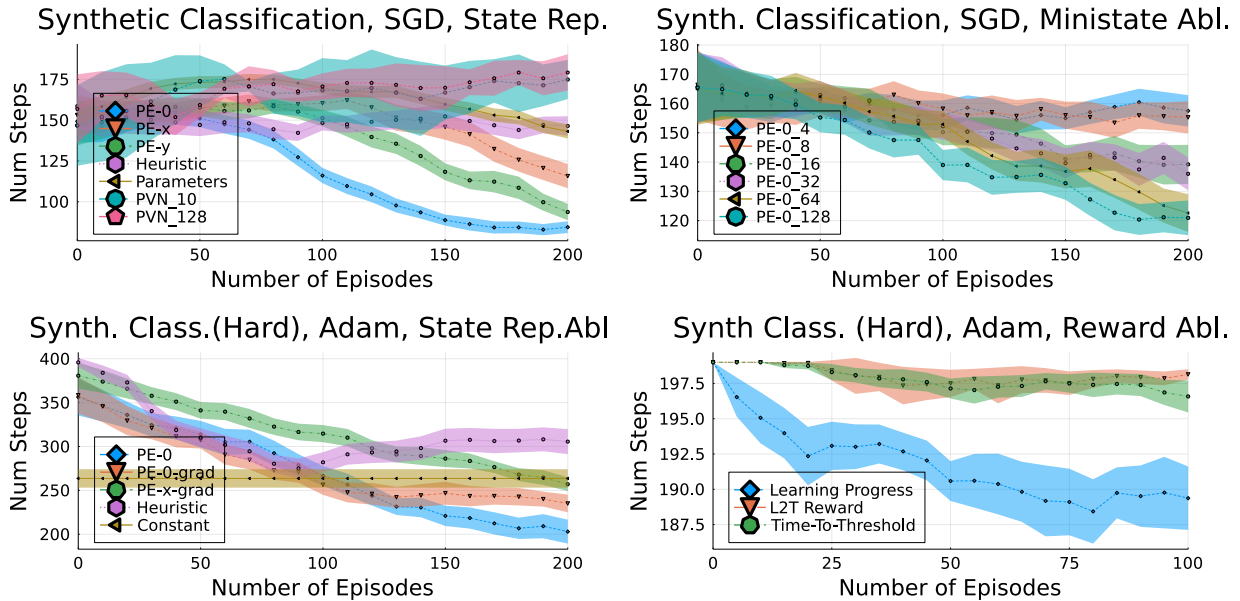 Synthetic Classification, SGD, State Rep.
Num Steps
175
150
125
100
PE-0
PE-x
PE-y
Heuristic
Parameters
PVN_10
PVN_128
0
50
100
150
200
Number of Episodes
Synth. Classification, SGD, Ministate Abl.
Num Steps
180
170
160
150
140
130
120
PE-0_4
PE-0_8
PE-0_16
PE-0_32
PE-0_64
PE-0_128
0
50
100
150
200
Number of Episodes
Synth. Class.(Hard), Adam, State Rep.Abl
Num Steps
400
350
300
250
200
PE-0
PE-0-grad
PE-x-grad
Heuristic
Constant
0
50
100
150
200
Number of Episodes
Synth Class. (Hard), Adam, Reward Abl.
Num Steps
197.5
195.0
192.5
190.0
187.5
Learning Progress
L2T Reward
Time-To-Threshold
0
25
50
75
100
Number of Episodes